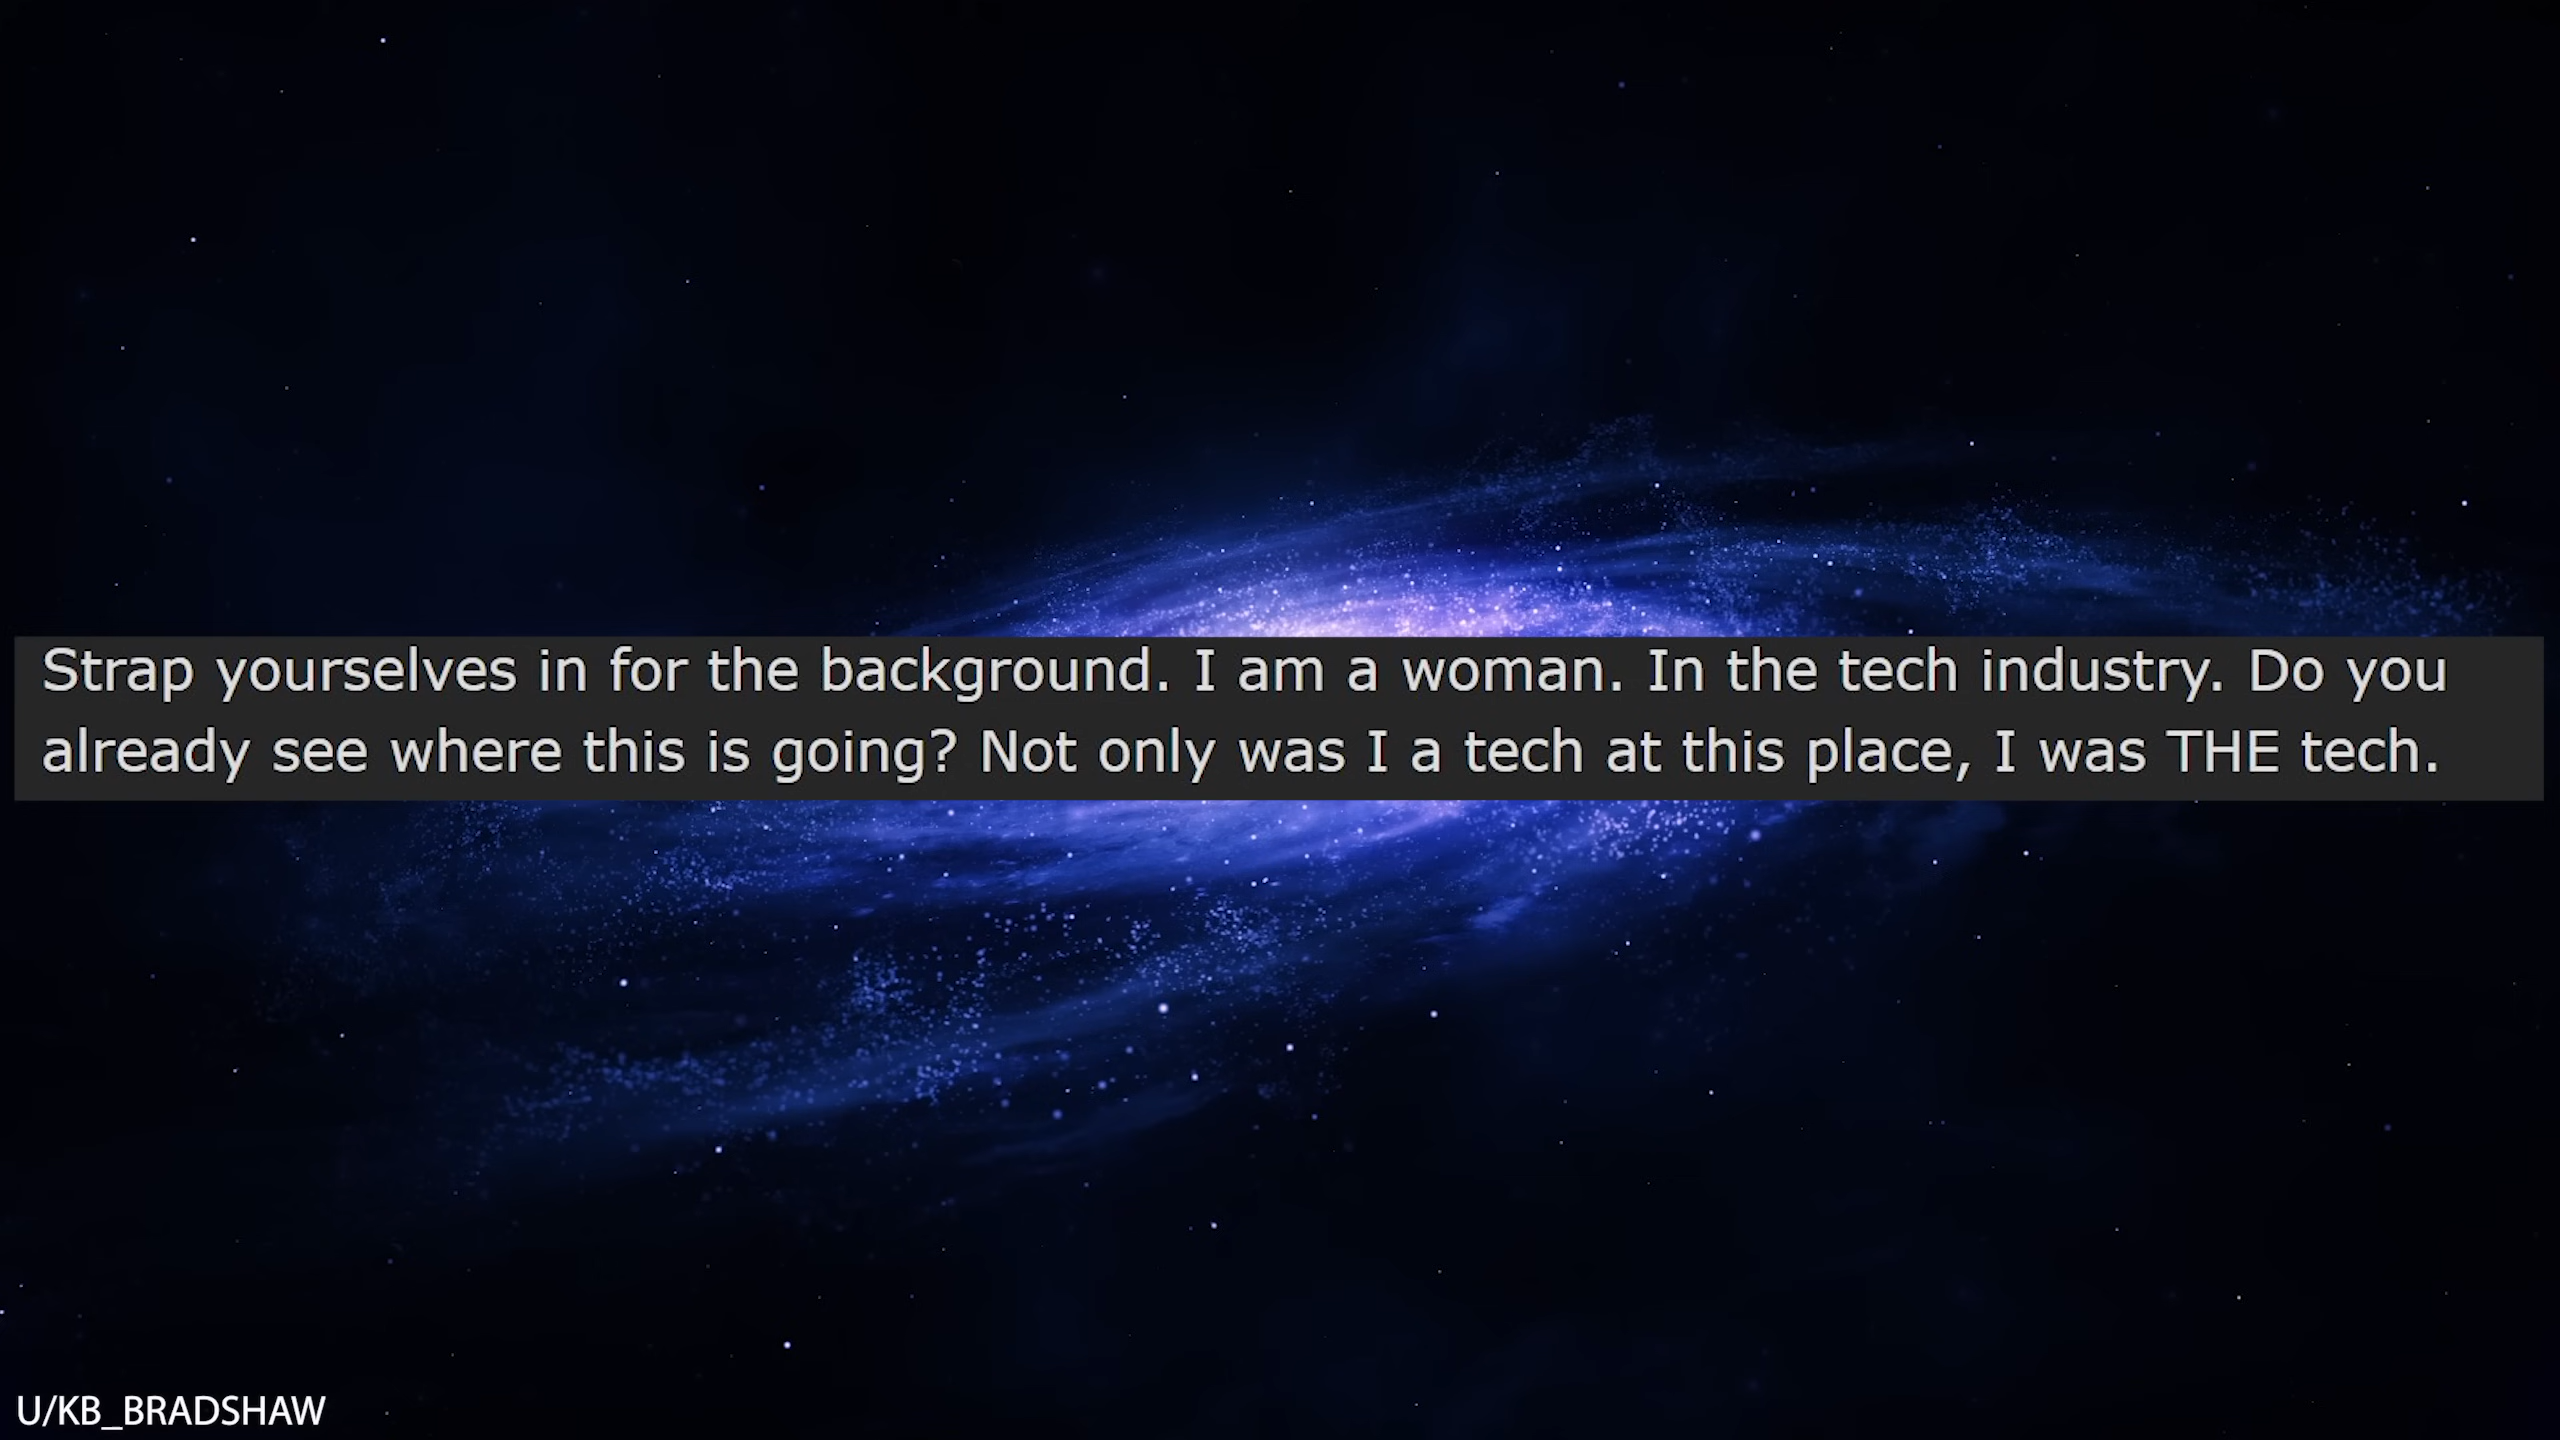 Strap yourselves in for the background. I am a woman. In the tech industry. Do you
already see where this is going? Not only was I a tech at this place, I was THE tech.
U/KB_BRADSHAW